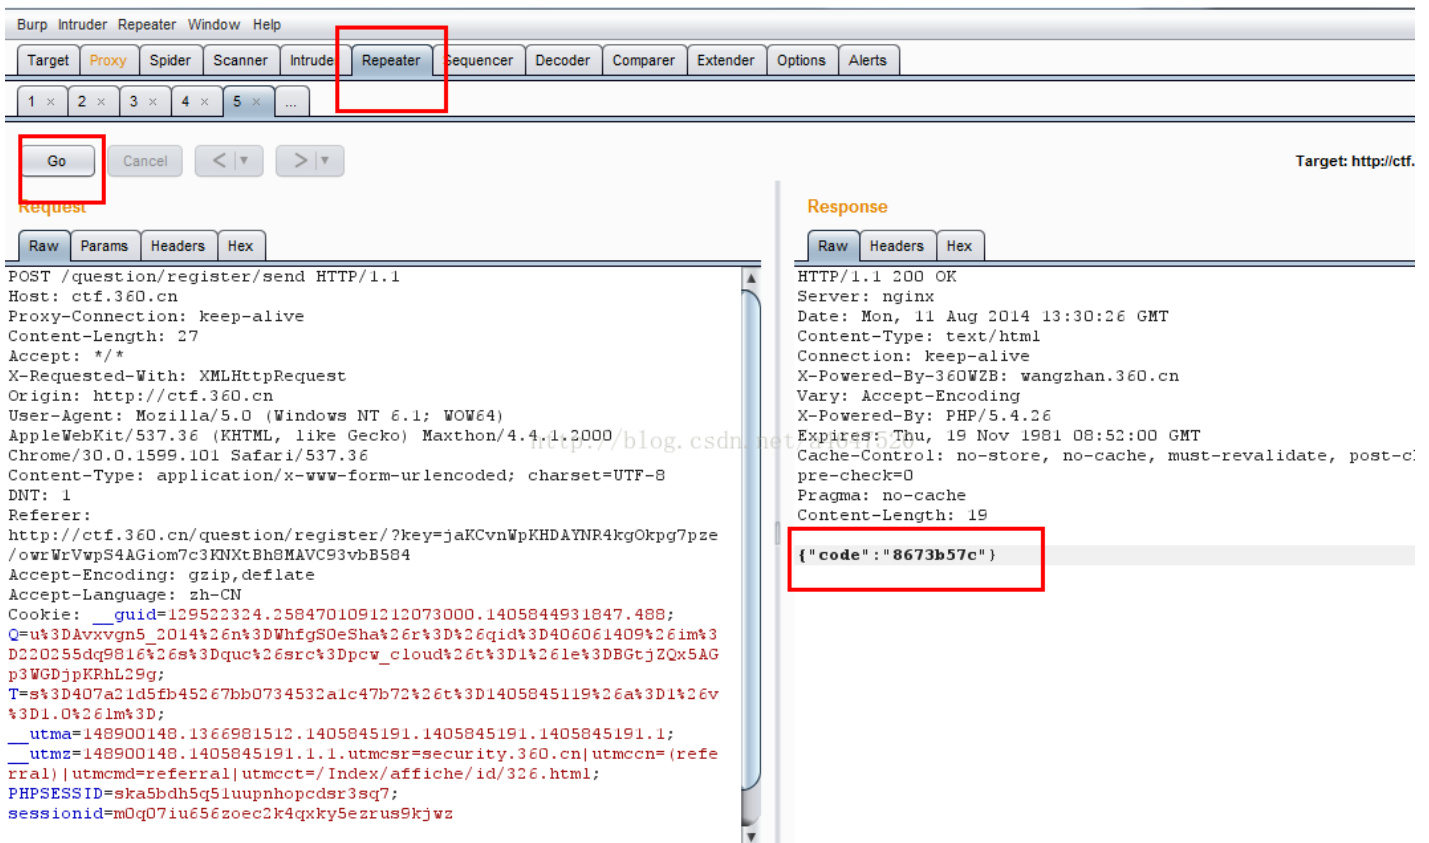 Burp Intruder Repeater Window Help
Target Proxy Spider Scanner Intruder Repeater Sequencer Decoder Comparer Extender Options Alerts
1 × 2 × 3 × 4 × 5 × ...
Go Cancel < ▼ > ▼ Target: http://ctf.
Request
Raw Params Headers Hex
POST /question/register/send HTTP/1.1
Host: ctf.360.cn
Proxy-Connection: keep-alive
Content-Length: 27
Accept: */*
X-Requested-With: XMLHttpRequest
Origin: http://ctf.360.cn
User-Agent: Mozilla/5.0 (Windows NT 6.1; WOW64)
AppleWebKit/537.36 (KHTML, like Gecko) Maxthon/4.4.1.2000
Chrome/30.0.1599.101 Safari/537.36
Content-Type: application/x-www-form-urlencoded; charset=UTF-8
DNT: 1
Referer:
http://ctf.360.cn/question/register/?key=jaKCvnWpKHDAYNR4kgOkpg7pze
/owrWrVwpS4AGiom7c3KNXtBh8MAVC93vbB584
Accept-Encoding: gzip,deflate
Accept-Language: zh-CN
Cookie: __guid=129522324.2584701091212073000.1405844931847.488;
Q=u%3DAvxvgn5_2014%26n%3DWhfgS0eSha%26r%3D%26qid%3D406061409%26im%3
D220255dq9816%26s%3Dquc%26src%3Dpcw_cloud%26t%3D1%26le%3DBGtjZQx5AG
p3WGDjpKRhL29g;
T=s%3D407a21d5fb45267bb0734532a1c47b72%26t%3D1405845119%26a%3D1%26v
%3D1.0%26lm%3D;
__utma=148900148.1366981512.1405845191.1405845191.1405845191.1;
__utmz=148900148.1405845191.1.1.utmcsr=security.360.cn|utmccn=(refe
rral)|utmcmd=referral|utmcct=/Index/affiche/id/326.html;
PHPSESSID=ska5bdh5q51uupnhopcdsr3sq7;
sessionid=m0q07iu656zoec2k4qxky5ezrus9kjwz
Response
Raw Headers Hex
HTTP/1.1 200 OK
Server: nginx
Date: Mon, 11 Aug 2014 13:30:26 GMT
Content-Type: text/html
Connection: keep-alive
X-Powered-By-360WZB: wangzhan.360.cn
Vary: Accept-Encoding
X-Powered-By: PHP/5.4.26
Expires: Thu, 19 Nov 1981 08:52:00 GMT
Cache-Control: no-store, no-cache, must-revalidate, post-c
pre-check=0
Pragma: no-cache
Content-Length: 19
{"code":"8673b57c"}